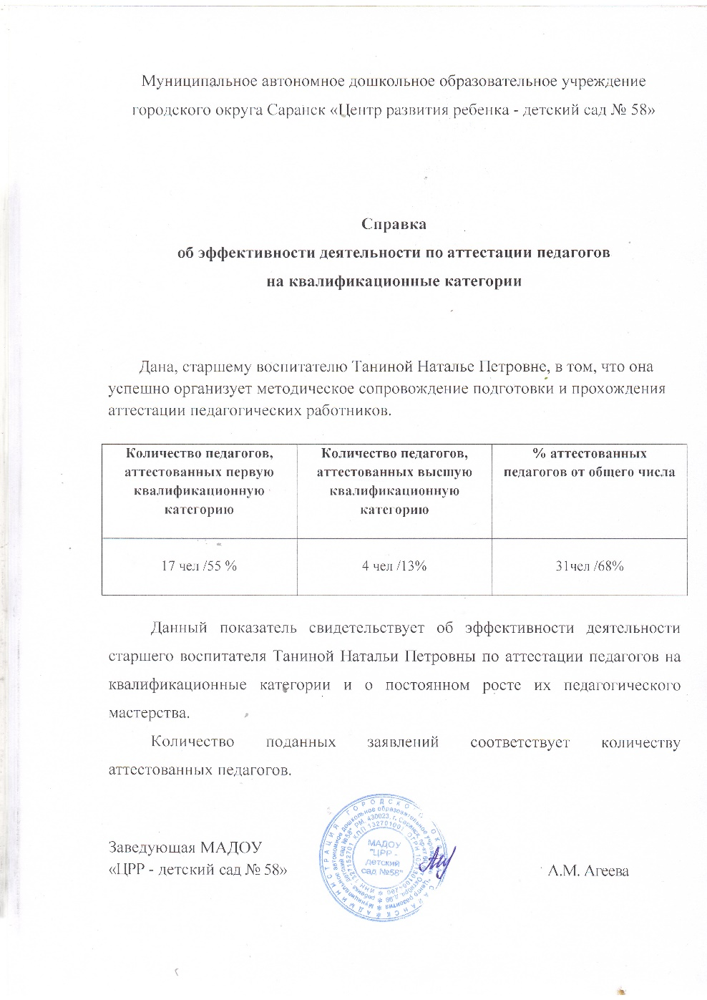 Муниципальное автономное дошкольное образовательное учреждение
городского округа Саранск «Центр развития ребенка - детский сад № 58»
Справка
об эффективности деятельности по аттестации педагогов
на квалификационные категории
Дана, старшему воспитателю Таниной Наталье Петровне, в том, что она
успешно организует методическое сопровождение подготовки и прохождения
аттестации педагогических работников.
Количество педагогов,
аттестованных первую
квалификационную
категорию
Количество педагогов,
аттестованных высшую
квалификационную
категорию
% аттестованных
педагогов от общего числа
17 чел /55 %
4 чел /13%
31чел /68%
Данный показатель свидетельствует об эффективности деятельности
старшего воспитателя Таниной Натальи Петровны по аттестации педагогов на
квалификационные категории и о постоянном росте их педагогического
мастерства.
Количество поданных заявлений соответствует количеству
аттестованных педагогов.
Заведующая МАДОУ
«ЦРР - детский сад № 58»
А.М. Агеева
МАДОУ
"ЦРР -
детский
сад №58"